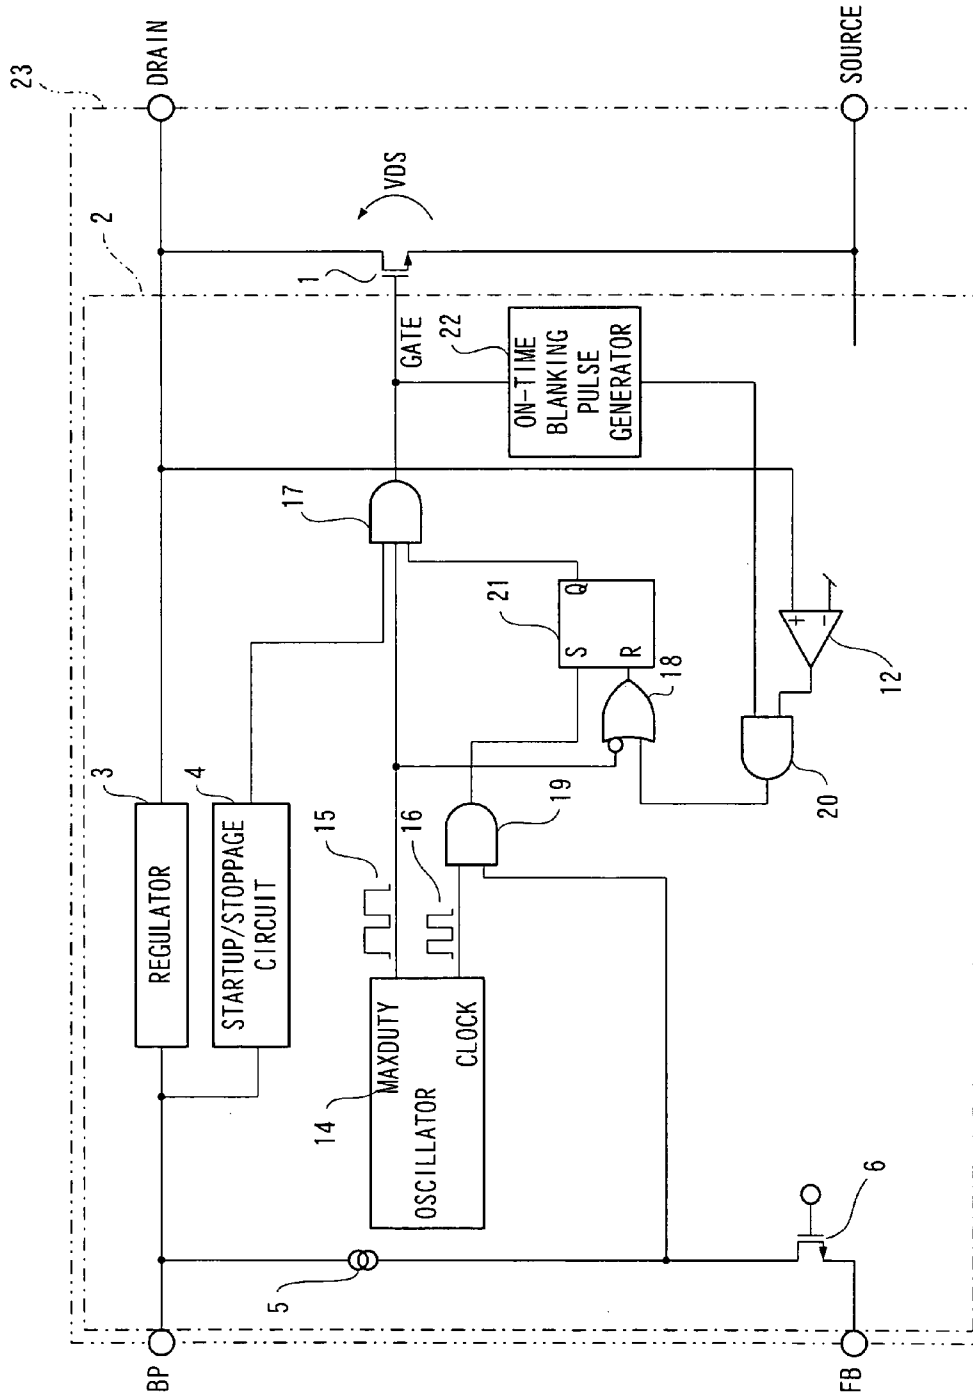 23
DRAIN
SOURCE
2
VDS
1
GATE
22
ON-TIME
BLANKING
PULSE
GENERATOR
17
3
REGULATOR
4
STARTUP/STOPPAGE
CIRCUIT
21
S
Q
R
18
+
−
12
20
19
15
16
14
MAXDUTY
OSCILLATOR
CLOCK
5
6
BP
FB